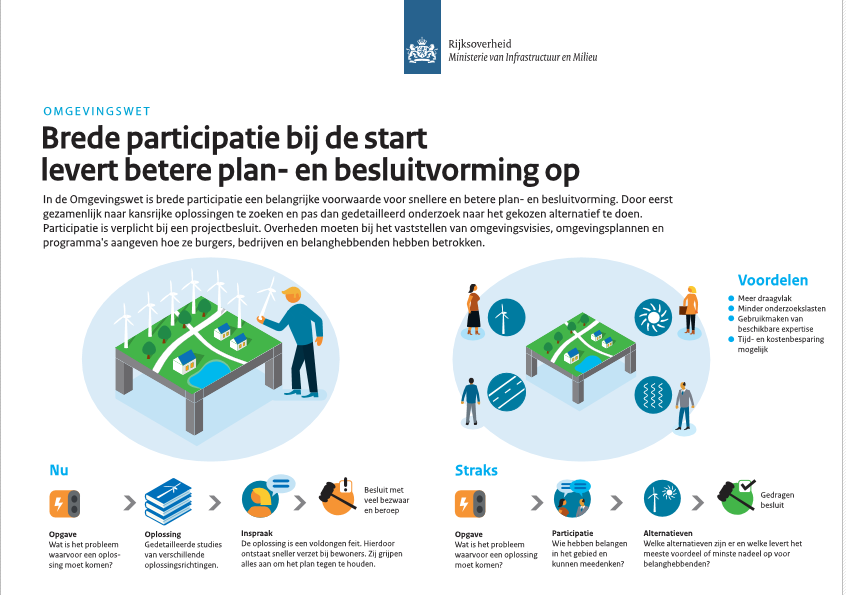 Rijksoverheid
Ministerie van Infrastructuur en Milieu
OMGEVINGSWET
Brede participatie bij de start
levert betere plan- en besluitvorming op
In de Omgevingswet is brede participatie een belangrijke voorwaarde voor snellere en betere plan- en besluitvorming. Door eerst
gezamenlijk naar kansrijke oplossingen te zoeken en pas dan gedetailleerd onderzoek naar het gekozen alternatief te doen.
Participatie is verplicht bij een projectbesluit. Overheden moeten bij het vaststellen van omgevingsvisies, omgevingsplannen en
programma's aangeven hoe ze burgers, bedrijven en belanghebbenden hebben betrokken.
Voordelen
Meer draagvlak
Minder onderzoekslasten
Gebruikmaken van
beschikbare expertise
Tijd- en kostenbesparing
mogelijk
Nu
Besluit met
veel bezwaar
en beroep
Opgave
Wat is het probleem
waarvoor een oplos-
sing moet komen?
Oplossing
Gedetailleerde studies
van verschillende
oplossingsrichtingen.
Inspraak
De oplossing is een voldongen feit. Hierdoor
ontstaat sneller verzet bij bewoners. Zij grijpen
alles aan om het plan tegen te houden.
Straks
Gedragen
besluit
Opgave
Wat is het probleem
waarvoor een oplossing
moet komen?
Participatie
Wie hebben belangen
in het gebied en
kunnen meedenken?
Alternatieven
Welke alternatieven zijn er en welke levert het
meeste voordeel of minste nadeel op voor
belanghebbenden?